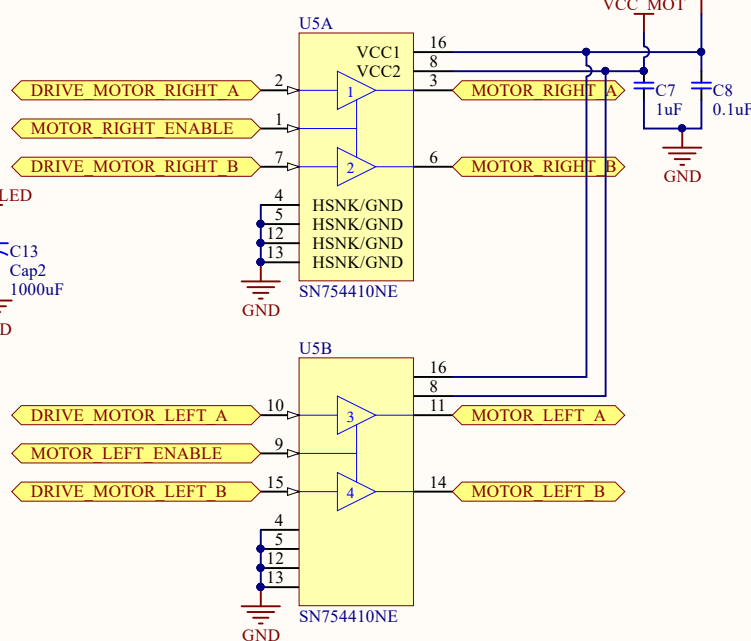 VCC_MOT
U5A
VCC1
16
VCC2
8
DRIVE_MOTOR_RIGHT_A
2
1
3
MOTOR_RIGHT_A
C7
1uF
C8
0.1uF
MOTOR_RIGHT_ENABLE
1
DRIVE_MOTOR_RIGHT_B
7
2
6
MOTOR_RIGHT_B
GND
4
HSNK/GND
5
HSNK/GND
12
HSNK/GND
13
HSNK/GND
LED
C13
Cap2
1000uF
D
GND
SN754410NE
U5B
16
8
DRIVE_MOTOR_LEFT_A
10
3
11
MOTOR_LEFT_A
MOTOR_LEFT_ENABLE
9
DRIVE_MOTOR_LEFT_B
15
4
14
MOTOR_LEFT_B
4
5
12
13
GND
SN754410NE